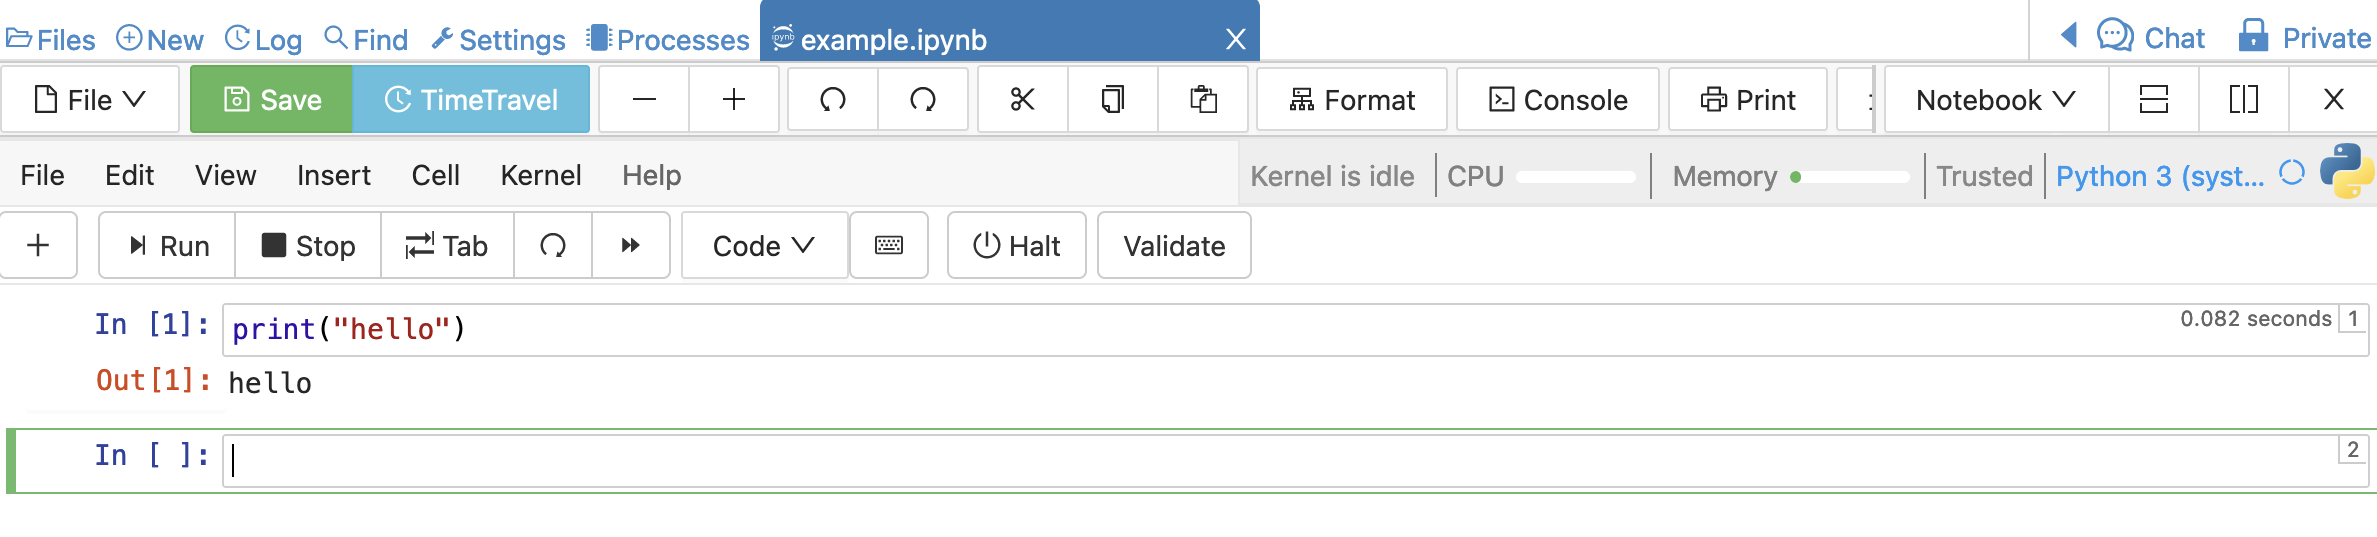 Files New Log Find Settings Processes ipynb example.ipynb X Chat Private
File Save TimeTravel Format Console Print Notebook X
File Edit View Insert Cell Kernel Help Kernel is idle CPU Memory Trusted Python 3 (syst...
+ Run Stop Tab Code Halt Validate
In [1]: print("hello") 0.082 seconds 1
Out[1]: hello
In [ ]: 2